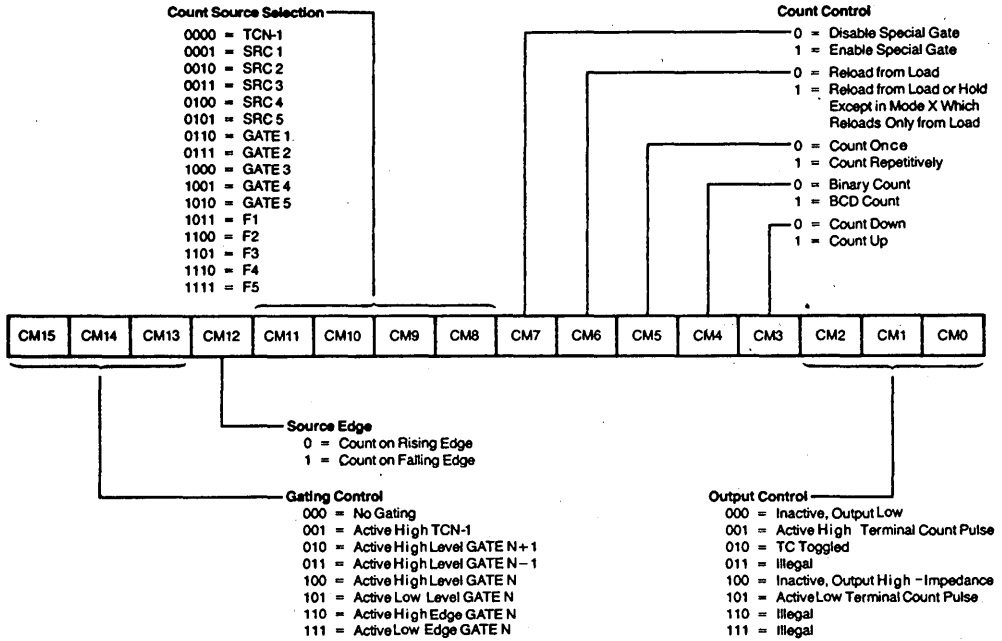 Count Source Selection
0000 = TCN-1
0001 = SRC 1
0010 = SRC 2
0011 = SRC 3
0100 = SRC 4
0101 = SRC 5
0110 = GATE 1
0111 = GATE 2
1000 = GATE 3
1001 = GATE 4
1010 = GATE 5
1011 = F1
1100 = F2
1101 = F3
1110 = F4
1111 = F5
Count Control
0 = Disable Special Gate
1 = Enable Special Gate
0 = Reload from Load
1 = Reload from Load or Hold
Except in Mode X Which
Reloads Only from Load
0 = Count Once
1 = Count Repetitively
0 = Binary Count
1 = BCD Count
0 = Count Down
1 = Count Up
CM15 CM14 CM13 CM12 CM11 CM10 CM9 CM8 CM7 CM6 CM5 CM4 CM3 CM2 CM1 CM0
Source Edge
0 = Count on Rising Edge
1 = Count on Falling Edge
Gating Control
000 = No Gating
001 = Active High TCN-1
010 = Active High Level GATE N+1
011 = Active High Level GATE N-1
100 = Active High Level GATE N
101 = Active Low Level GATE N
110 = Active High Edge GATE N
111 = Active Low Edge GATE N
Output Control
000 = Inactive, Output Low
001 = Active High Terminal Count Pulse
010 = TC Toggled
011 = Illegal
100 = Inactive, Output High-Impedance
101 = Active Low Terminal Count Pulse
110 = Illegal
111 = Illegal